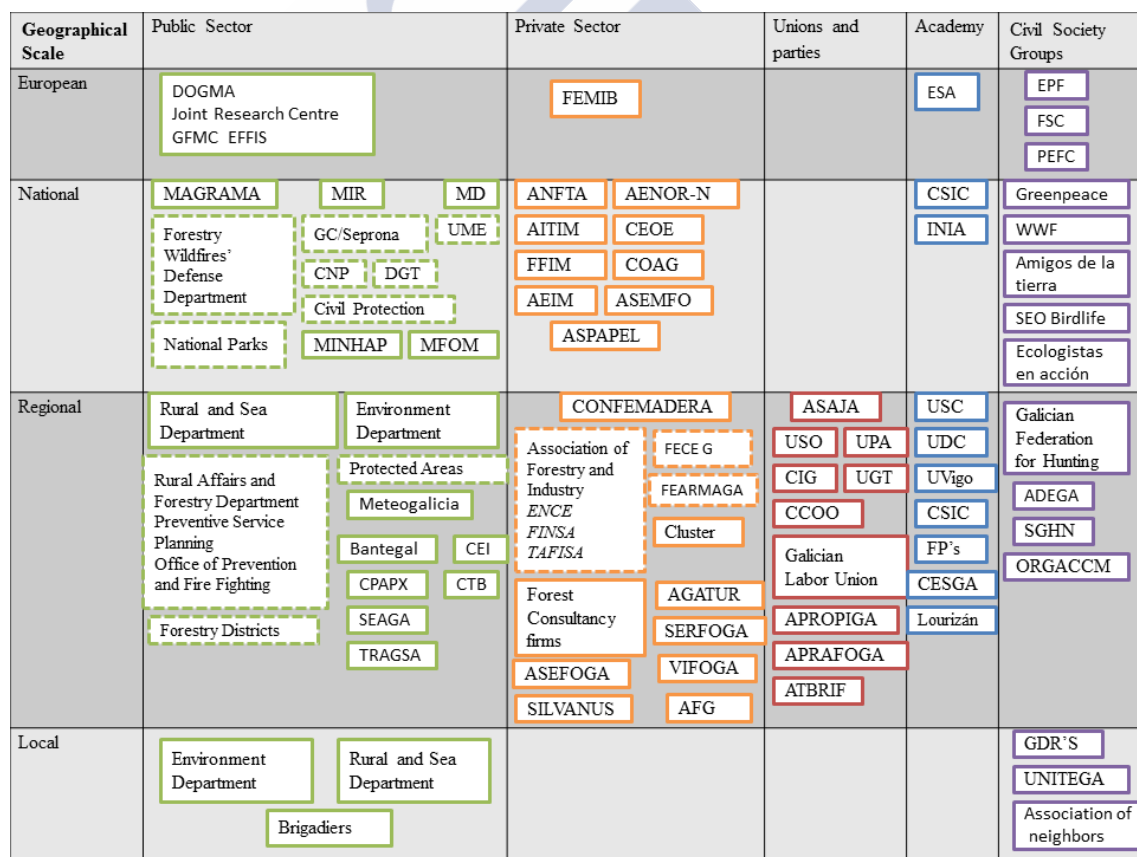 Geographical
Scale
Public Sector
Private Sector
Unions and
parties
Academy
Civil Society
Groups
European
DOGMA
Joint Research Centre
GFMC EFFIS
FEMIB
ESA
EPF
FSC
PEFC
National
MAGRAMA
MIR
MD
Forestry
Wildfires'
Defense
Department
GC/Seprona
UME
CNP
DGT
Civil Protection
National Parks
MINHAP
MFOM
ANFTA
AENOR-N
AITIM
CEOE
FFIM
COAG
AEIM
ASEMFO
ASPAPEL
CSIC
INIA
Greenpeace
WWF
Amigos de la
tierra
SEO Birdlife
Ecologistas
en acción
Regional
Rural and Sea
Department
Environment
Department
Rural Affairs and
Forestry Department
Preventive Service
Planning
Office of Prevention
and Fire Fighting
Protected Areas
Meteogalicia
Bantegal
CEI
CPAPX
CTB
SEAGA
TRAGSA
Forestry Districts
CONFEMADERA
Association of
Forestry and
Industry
ENCE
FINSA
TAFISA
FECE G
FEARMAGA
Cluster
Forest
Consultancy
firms
AGATUR
SERFOGA
ASEFOGA
VIFOGA
SILVANUS
AFG
ASAJA
USO
UPA
CIG
UGT
CCOO
Galician
Labor Union
APROPIGA
APRAFOGA
ATBRIF
USC
UDC
UVigo
CSIC
FP's
CESGA
Lourizán
Galician
Federation
for Hunting
ADEGA
SGHN
ORGACCM
Local
Environment
Department
Rural and Sea
Department
Brigadiers
GDR'S
UNITEGA
Association of
neighbors